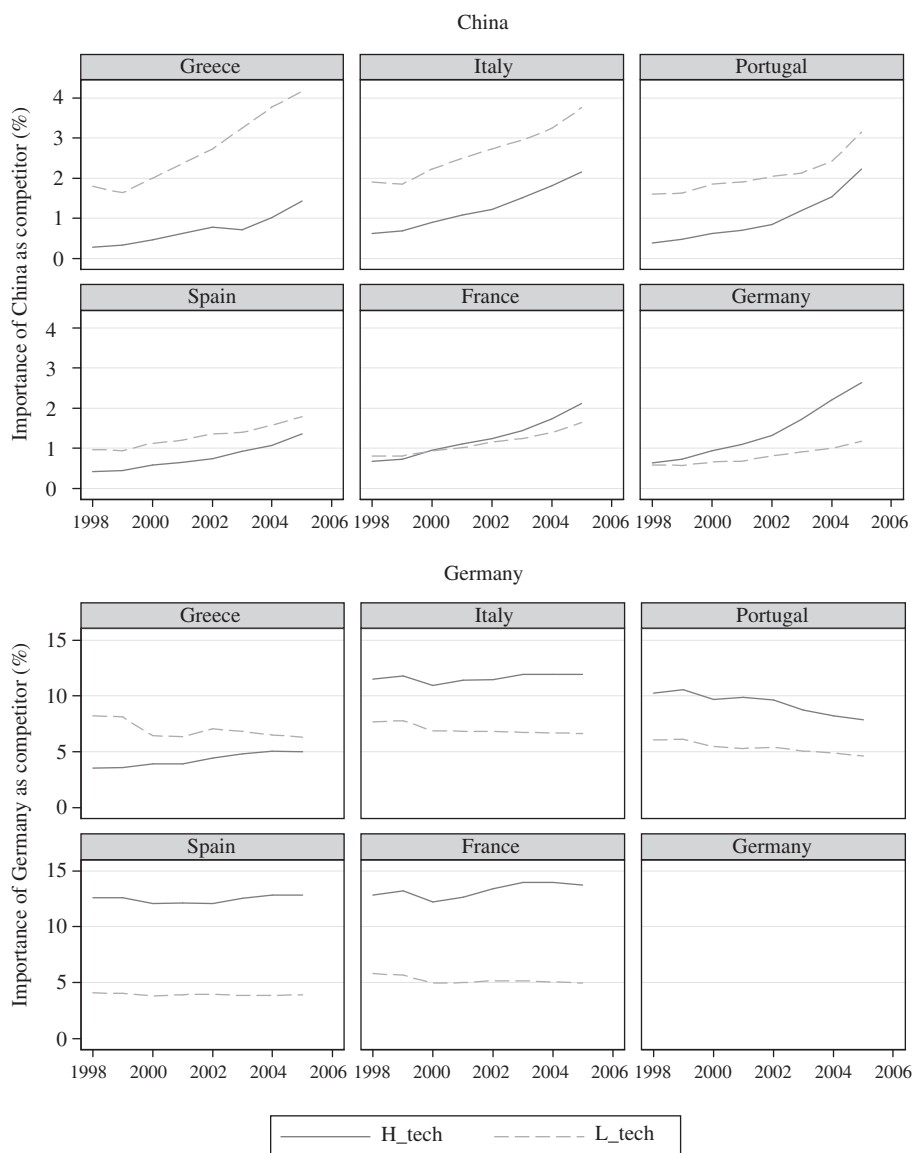 China
Importance of China as competitor (%)
Greece Italy Portugal
4
3
2
1
0
Spain France Germany
4
3
2
1
0
1998 2000 2002 2004 2006 1998 2000 2002 2004 2006 1998 2000 2002 2004 2006
Germany
Importance of Germany as competitor (%)
Greece Italy Portugal
15
10
5
0
Spain France Germany
15
10
5
0
1998 2000 2002 2004 2006 1998 2000 2002 2004 2006 1998 2000 2002 2004 2006
H_tech L_tech